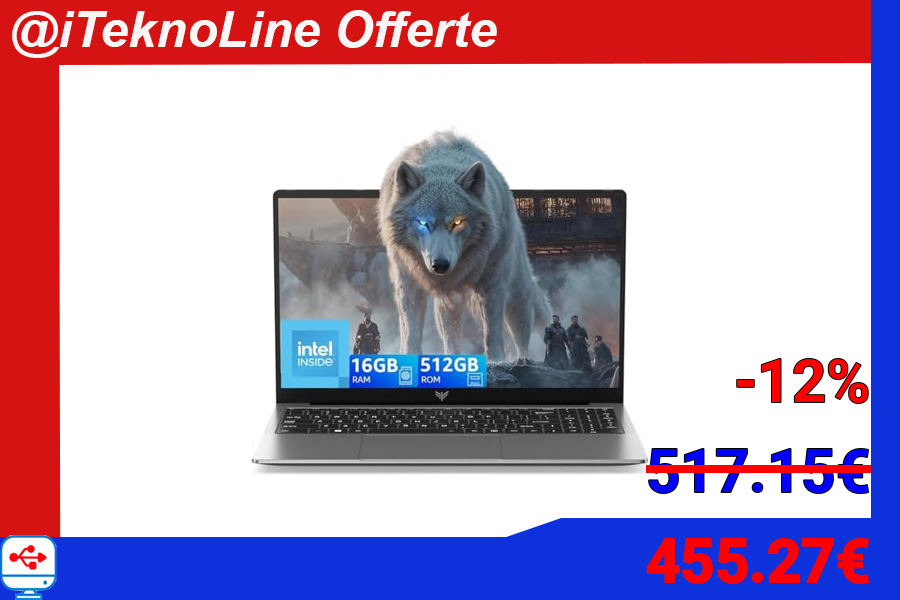 @iTeknoLine Offerte
intel
INSIDE
16GB
RAM
512GB
ROM
-12%
517.15€
455.27€